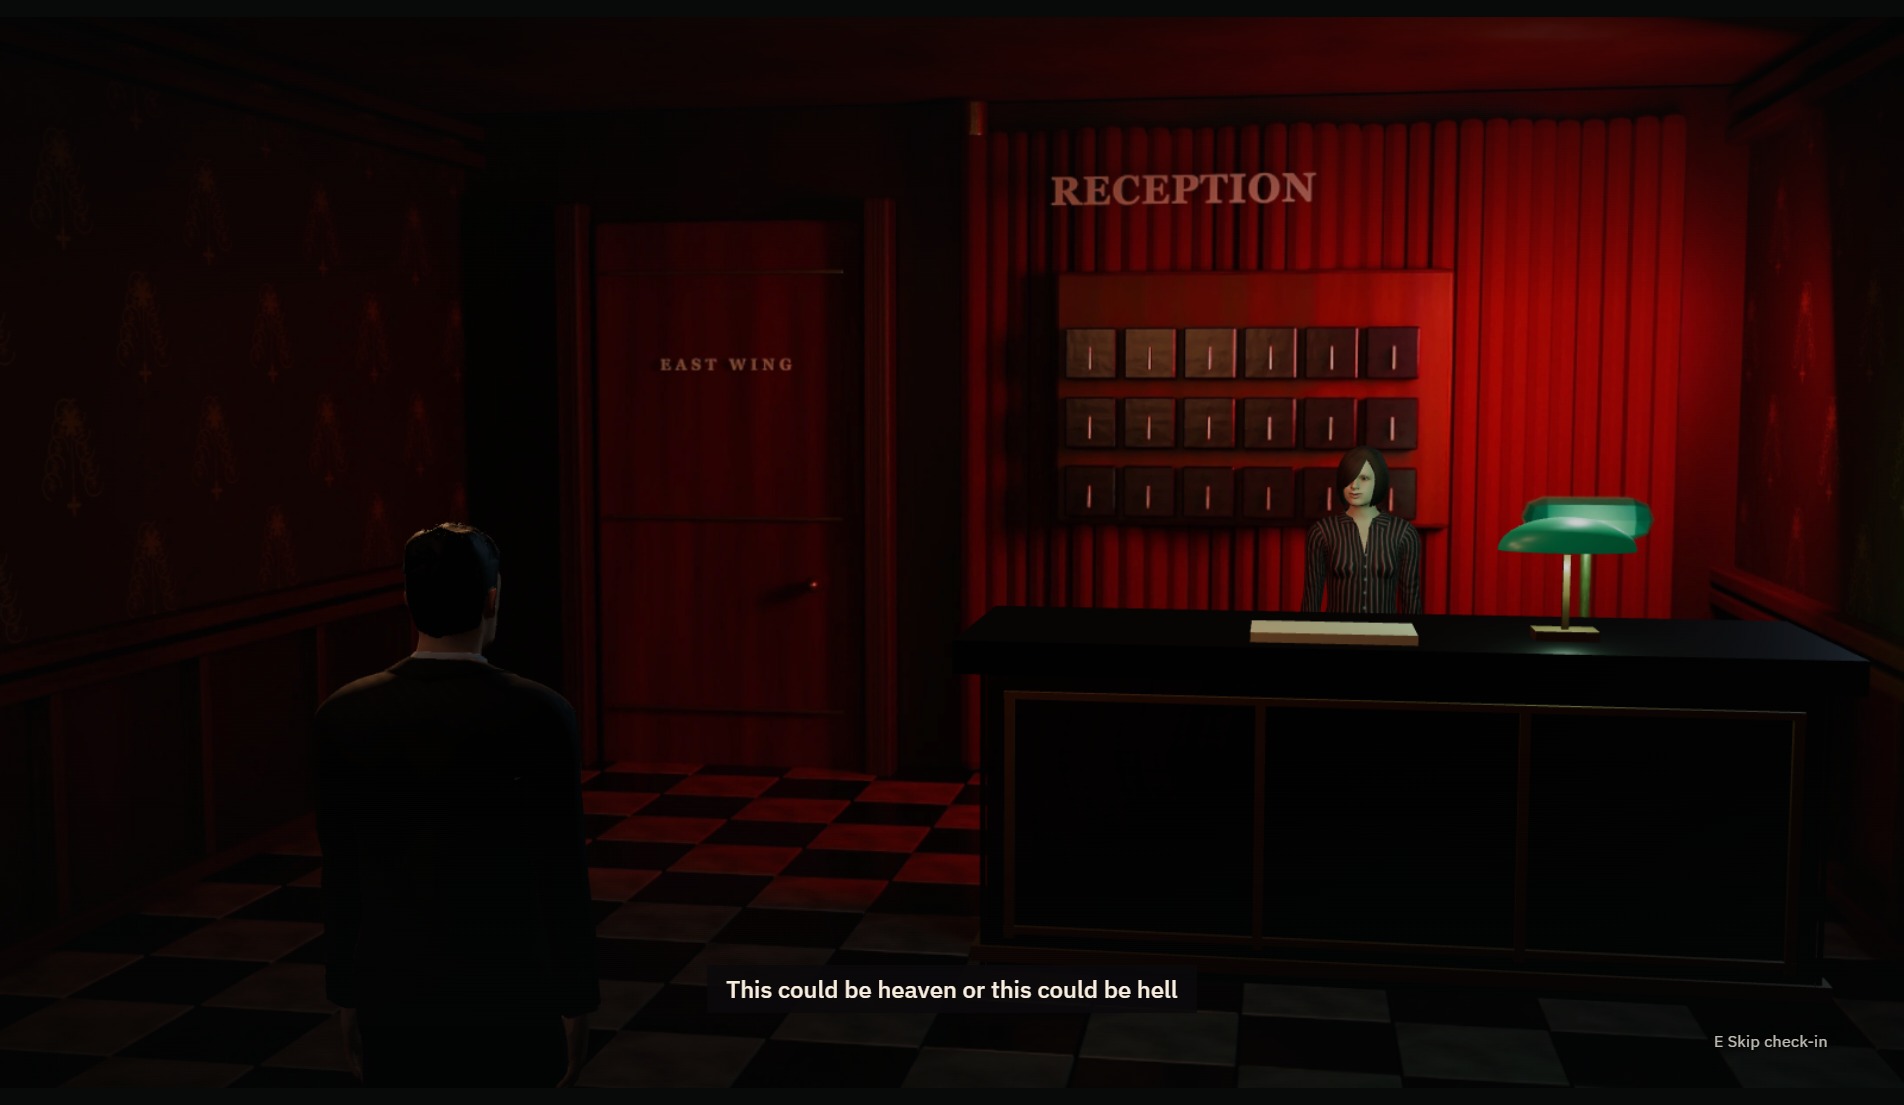 RECEPTION
EAST WING
This could be heaven or this could be hell
E Skip check-in